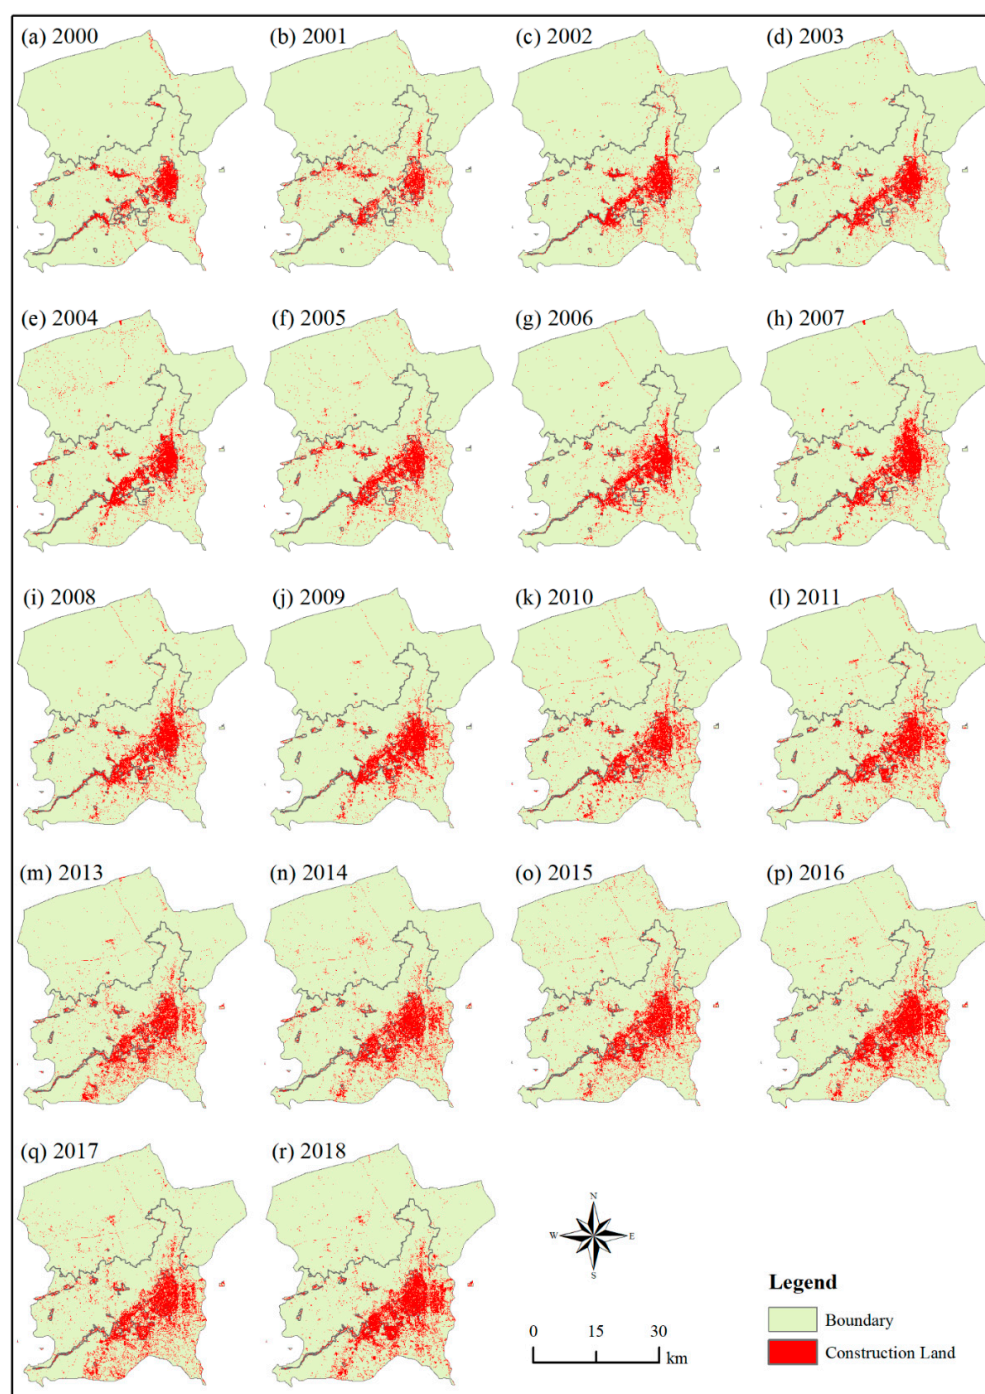 (a) 2000
(b) 2001
(c) 2002
(d) 2003
(e) 2004
(f) 2005
(g) 2006
(h) 2007
(i) 2008
(j) 2009
(k) 2010
(l) 2011
(m) 2013
(n) 2014
(o) 2015
(p) 2016
(q) 2017
(r) 2018
N
W E
S
0 15 30
km
Legend
Boundary
Construction Land